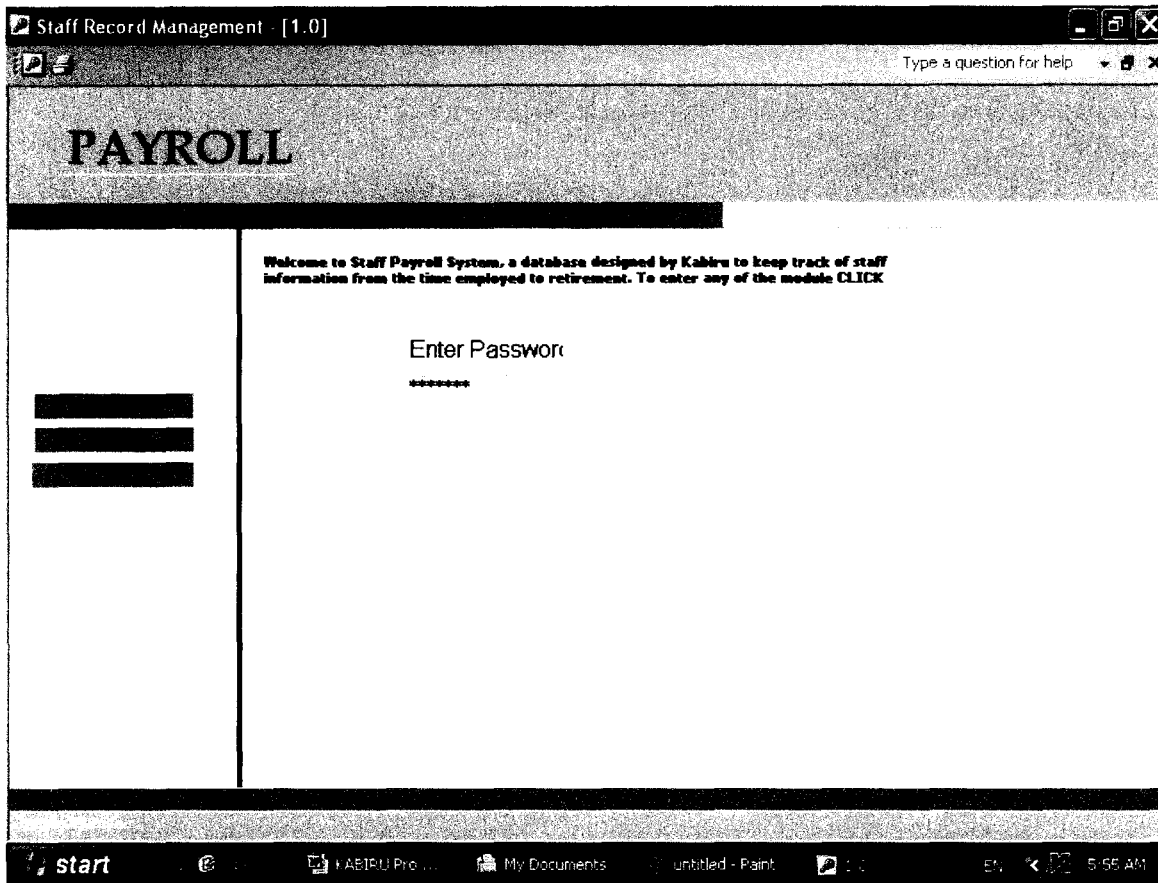 Staff Record Management - [1.0]
Type a question for help
PAYROLL
Welcome to Staff Payroll System, a database designed by Kabiru to keep track of staff
information from the time employed to retirement. To enter any of the module CLICK
Enter Passwor
*******
start
KABIRU Pro ...
My Documents
untitled - Paint
EN
5:55 AM